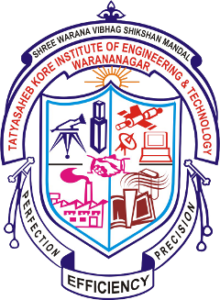 SHREE WARANA VIBHAG SHIKSHAN MANDAL
TATYASAHEB KORE INSTITUTE OF ENGINEERING & TECHNOLOGY
WARANANAGAR
PERFECTION
EFFICIENCY
PRECISION